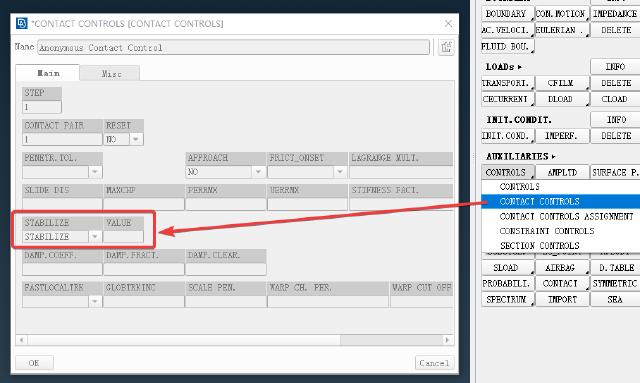 *CONTACT CONTROLS [CONTACT CONTROLS]
Name Anonymous Contact Control
Main Misc
STEP
1
CONTACT PAIR RESET
1 NO
PENETR.TOL. APPROACH FRICT_ONSET LAGRANGE MULT.
NO
SLIDE DIS MAXCHP PERRMX UERRMX STIFNESS FACT.
STABILIZE VALUE
STABILIZE
DAMP.COEFF. DAMP.FRACT. DAMP.CLEAR.
FASTLOCALTRK GLOBTRKING SCALE PEN. WARP CH. PER. WARP CUT OFF
OK Cancel
BOUNDARY CON.MOTION IMPEDANCE
AC.VELOCI. EULERIAN . DELETE
FLUID BOU.
LOADs INFO
TRANSPORT. CFILM DELETE
CECURRENT DLOAD CLOAD
INIT.CONDIT. INFO
INIT.COND. IMPERF. DELETE
AUXILIARIES
CONTROLS AMPLTD SURFACE P.
CONTROLS
CONTACT CONTROLS
CONTACT CONTROLS ASSIGNMENT
CONSTRAINT CONTROLS
SECTION CONTROLS
SLOAD AIRBAG D.TABLE
PROBABILI. CONTACT SYMMETRIC
SPECTRUM IMPORT SEA